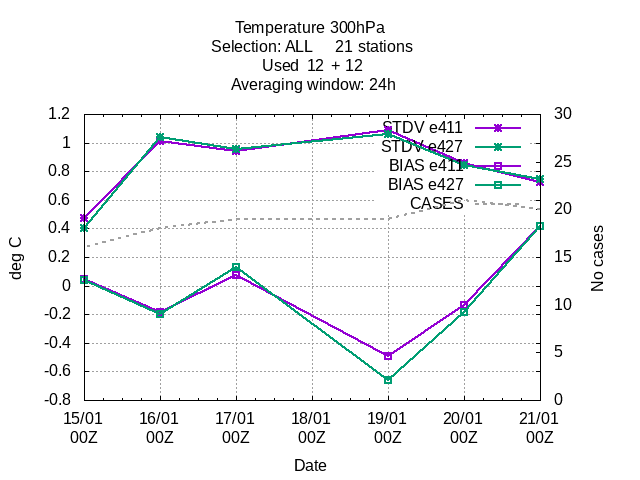 Temperature 300hPa
Selection: ALL 21 stations
Used 12 + 12
Averaging window: 24h
STDV e411
STDV e427
BIAS e411
BIAS e427
CASES
1.2
1
0.8
0.6
0.4
0.2
0
-0.2
-0.4
-0.6
-0.8
deg C
30
25
20
15
10
5
0
No cases
15/01 16/01 17/01 18/01 19/01 20/01 21/01
00Z 00Z 00Z 00Z 00Z 00Z 00Z
Date